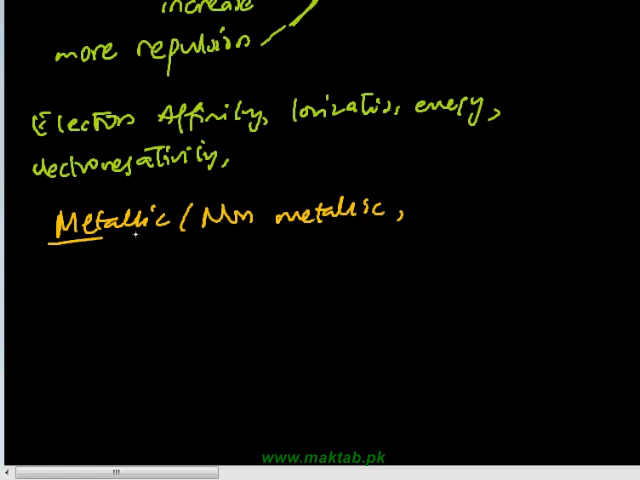 increase
more repulsion
Electron Affinity, Ionization energy,
electronegativity,
Metallic / Non metallic,
www.maktab.pk